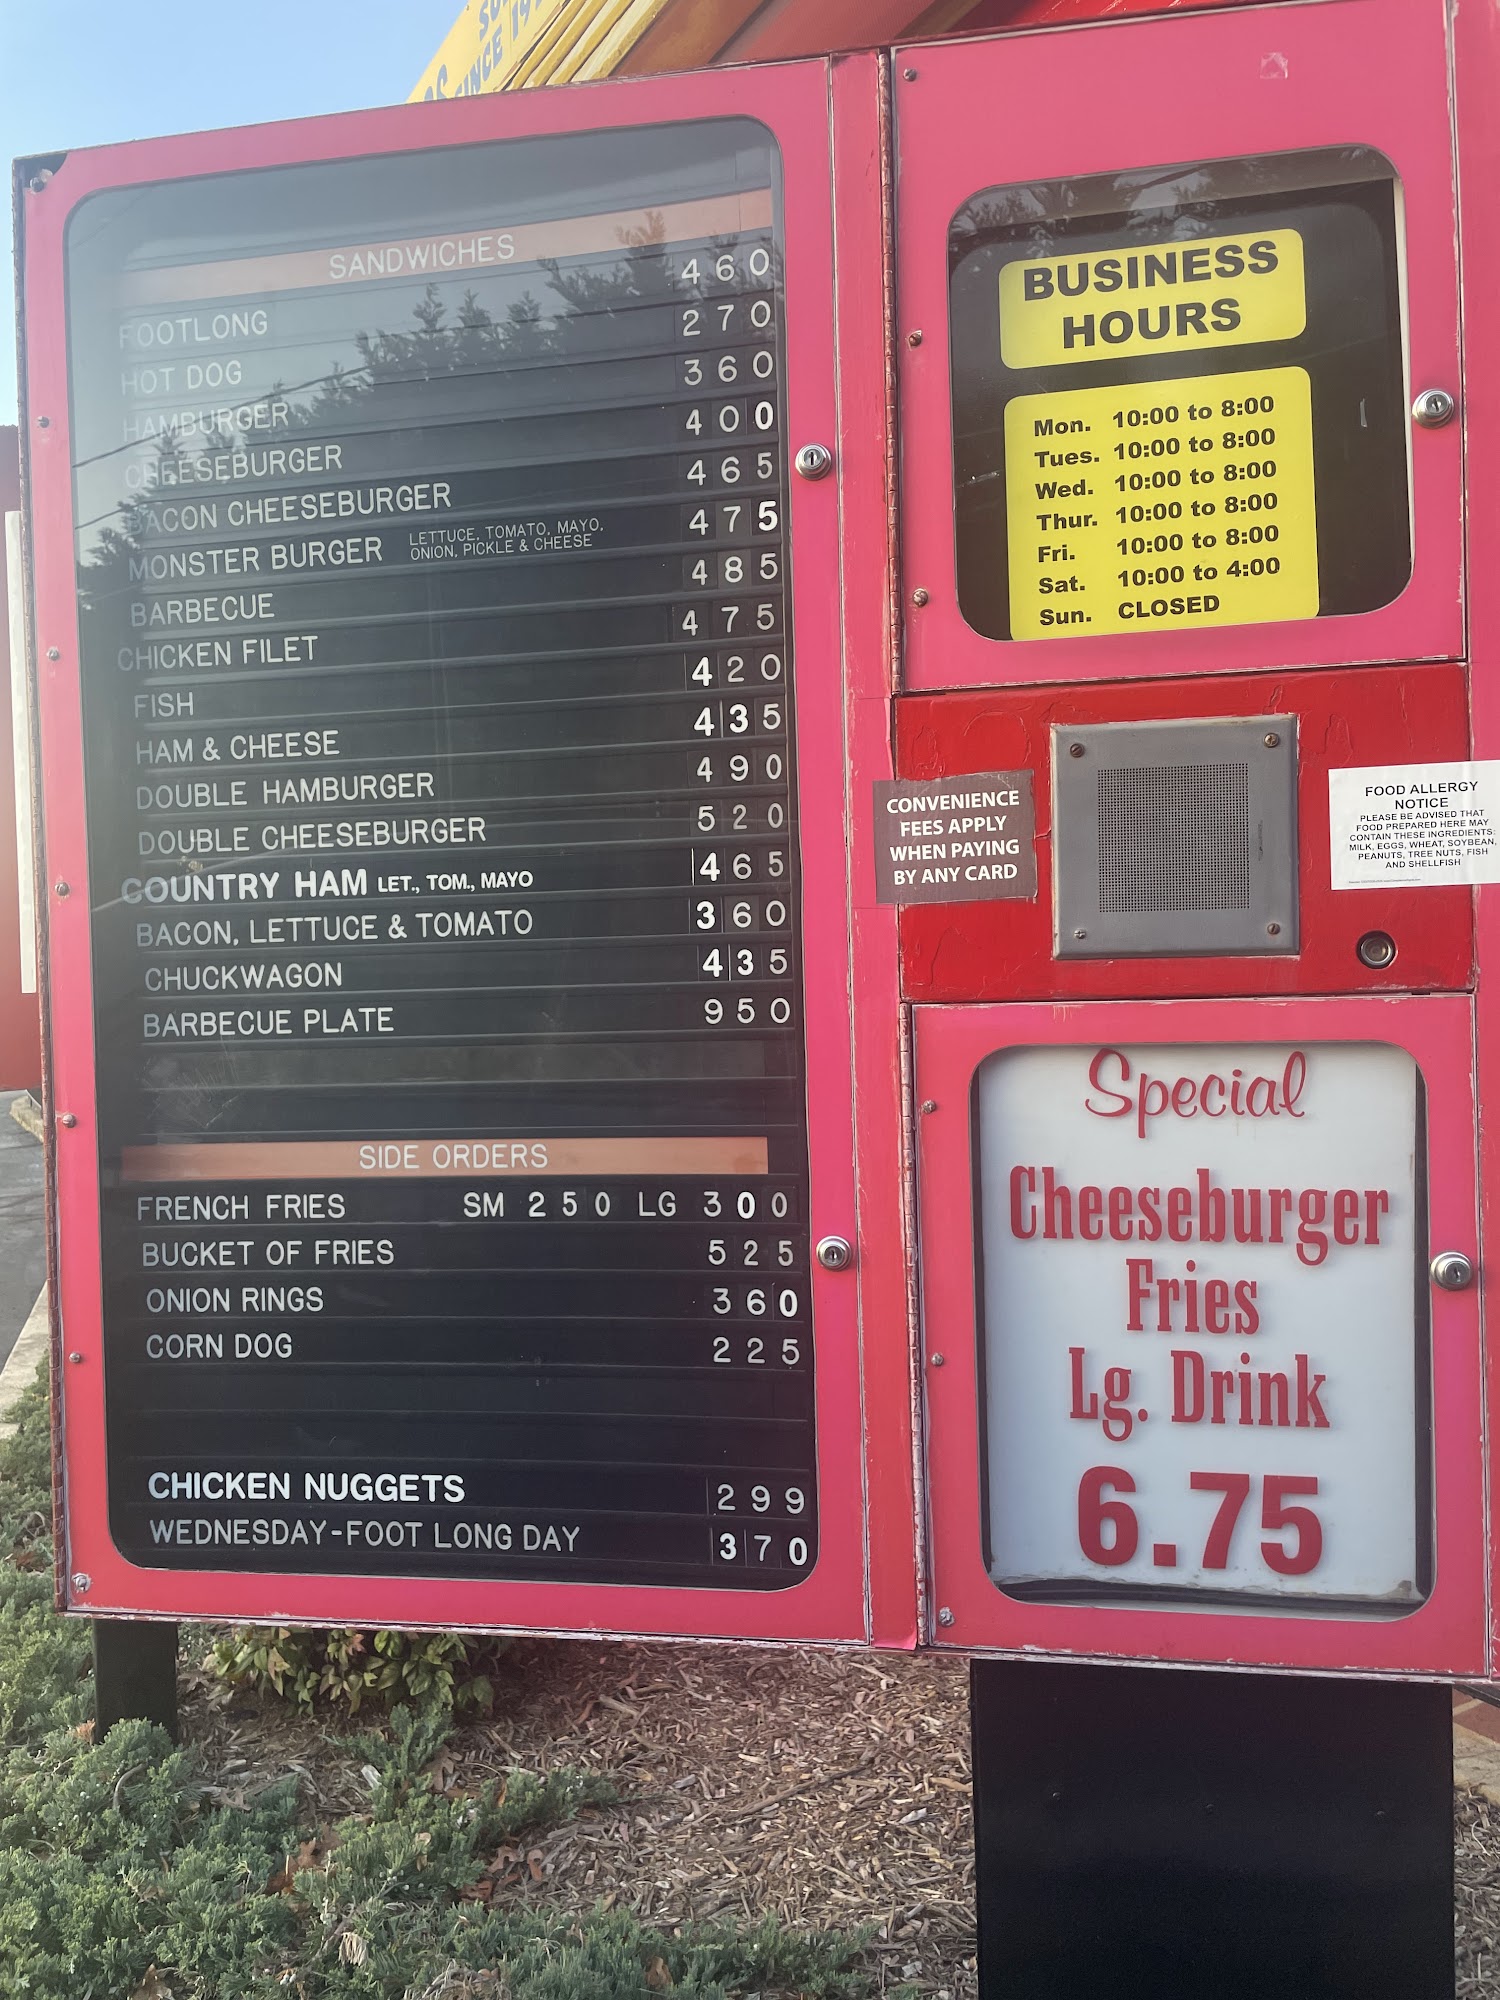 SINCE
SANDWICHES
FOOTLONG 460
HOT DOG 270
HAMBURGER 360
CHEESEBURGER 400
BACON CHEESEBURGER 465
MONSTER BURGER LETTUCE, TOMATO, MAYO, 475
ONION, PICKLE & CHEESE
BARBECUE 485
CHICKEN FILET 475
FISH 420
HAM & CHEESE 435
DOUBLE HAMBURGER 490
DOUBLE CHEESEBURGER 520
COUNTRY HAM LET., TOM., MAYO 465
BACON, LETTUCE & TOMATO 360
CHUCKWAGON 435
BARBECUE PLATE 950
SIDE ORDERS
FRENCH FRIES SM 250 LG 300
BUCKET OF FRIES 525
ONION RINGS 360
CORN DOG 225
CHICKEN NUGGETS 299
WEDNESDAY-FOOT LONG DAY 370
BUSINESS
HOURS
Mon. 10:00 to 8:00
Tues. 10:00 to 8:00
Wed. 10:00 to 8:00
Thur. 10:00 to 8:00
Fri. 10:00 to 8:00
Sat. 10:00 to 4:00
Sun. CLOSED
CONVENIENCE
FEES APPLY
WHEN PAYING
BY ANY CARD
FOOD ALLERGY
NOTICE
PLEASE BE ADVISED THAT
FOOD PREPARED HERE MAY
CONTAIN THESE INGREDIENTS:
MILK, EGGS, WHEAT, SOYBEAN,
PEANUTS, TREE NUTS, FISH
AND SHELLFISH
Special
Cheeseburger
Fries
Lg. Drink
6.75